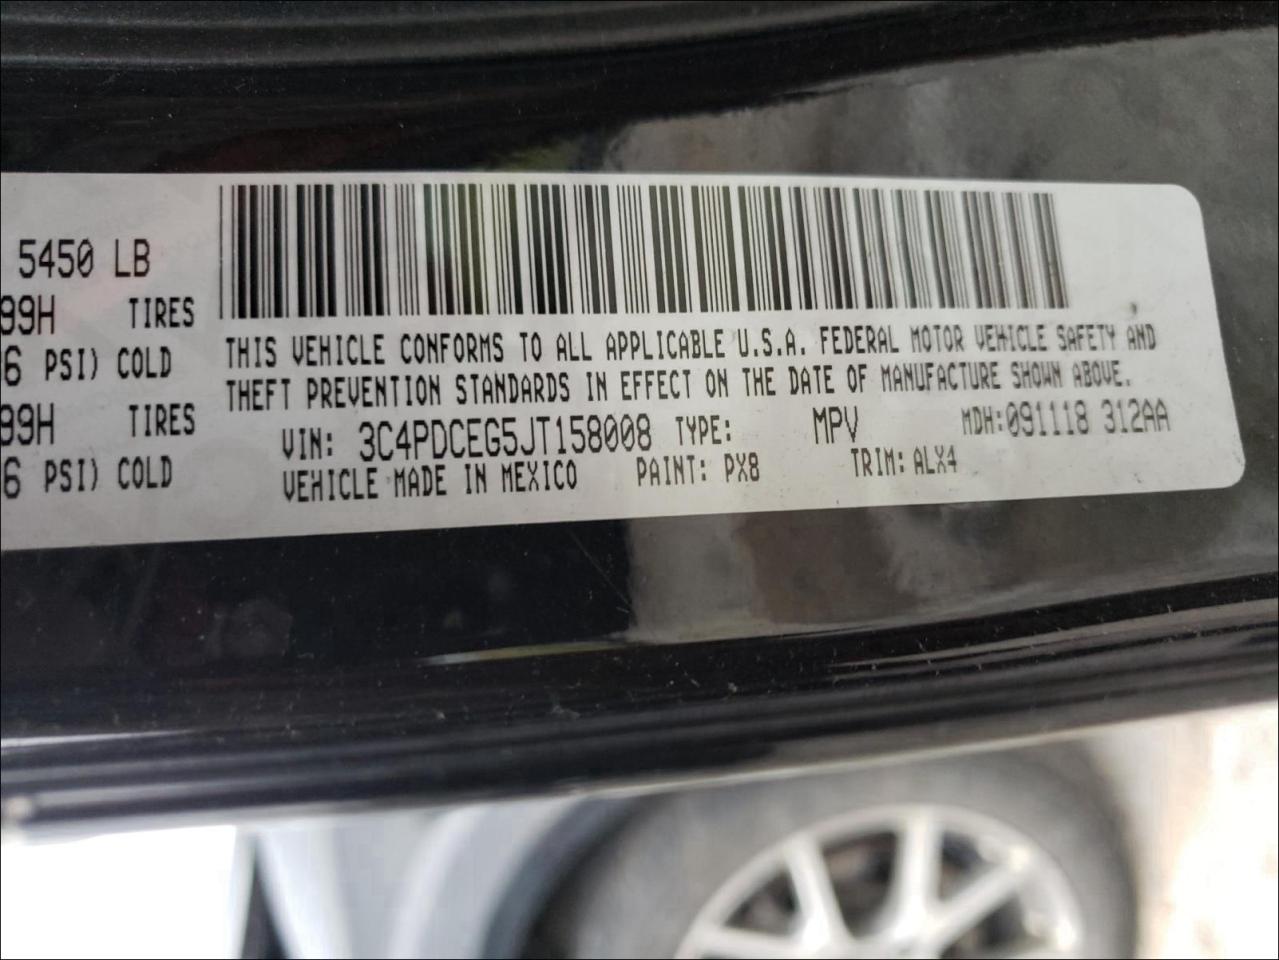 5450 LB
99H TIRES
6 PSI) COLD
99H TIRES
6 PSI) COLD
THIS VEHICLE CONFORMS TO ALL APPLICABLE U.S.A. FEDERAL MOTOR VEHICLE SAFETY AND
THEFT PREVENTION STANDARDS IN EFFECT ON THE DATE OF MANUFACTURE SHOWN ABOVE.
VIN: 3C4PDCEG5JT158008 TYPE: MPV MDH:091118 312AA
VEHICLE MADE IN MEXICO PAINT: PX8 TRIM: ALX4